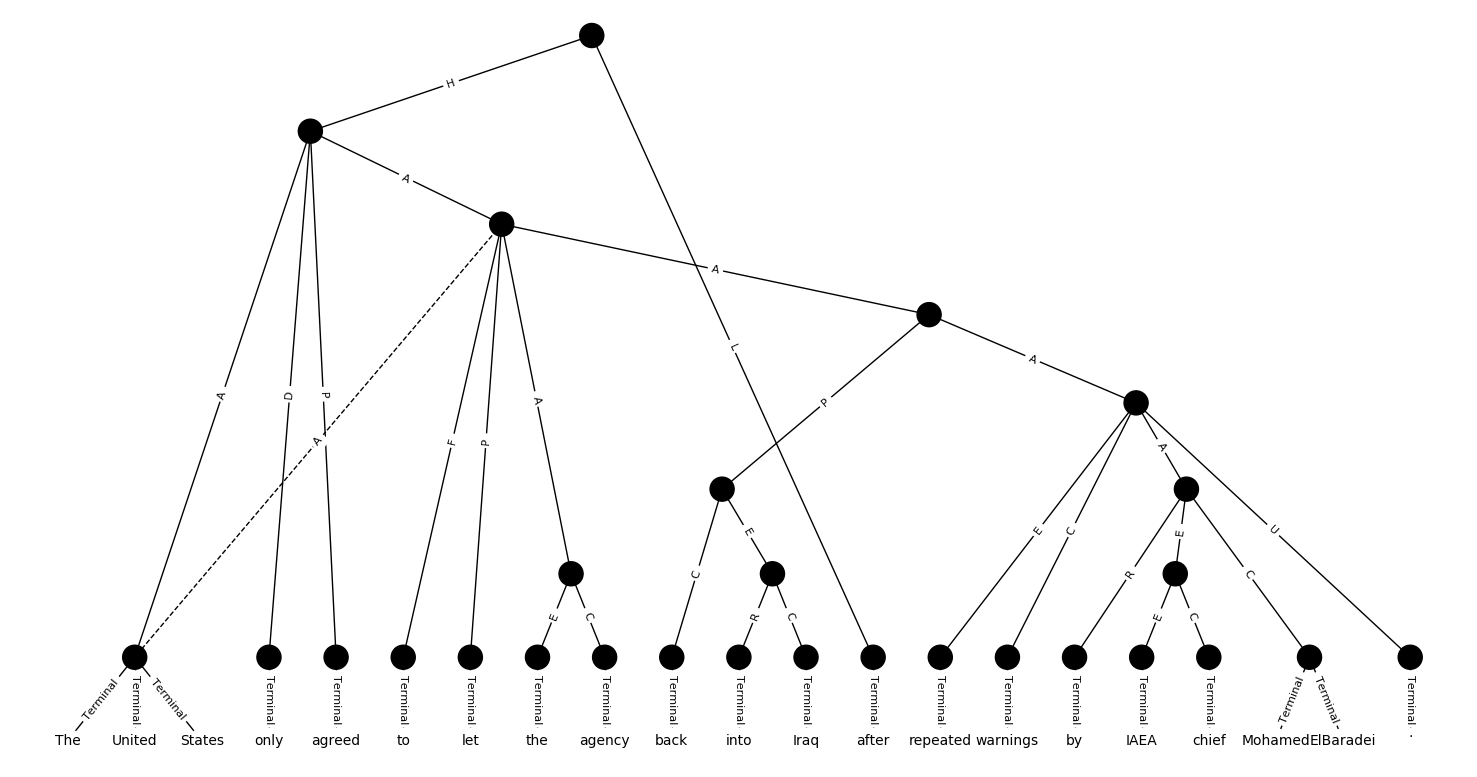 H
A
A
L
A
A D P
P
A
A
F P
A
E C E C
A
U
E
C
E
R
C
E C
R C
E C
Terminal Terminal Terminal Terminal Terminal Terminal Terminal Terminal Terminal Terminal Terminal Terminal Terminal Terminal Terminal Terminal Terminal Terminal Terminal Terminal Terminal
The United States only agreed to let the agency back into Iraq after repeated warnings by IAEA chief Mohamed ElBaradei .